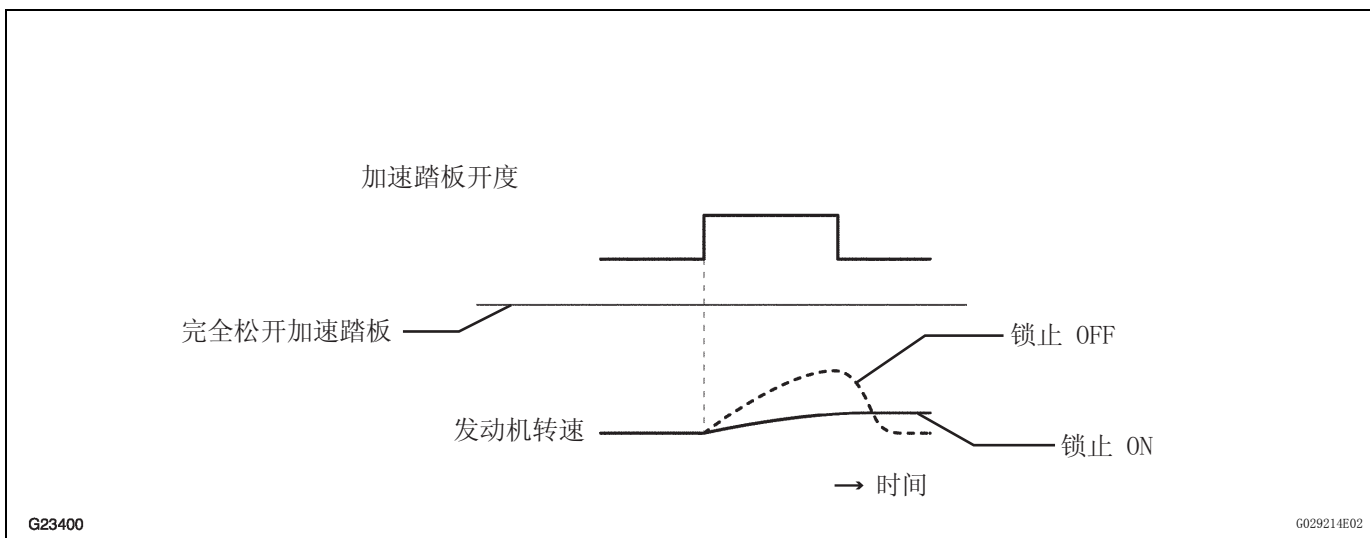 加速踏板开度
完全松开加速踏板
锁止 OFF
发动机转速
锁止 ON
→ 时间
G23400
G029214E02